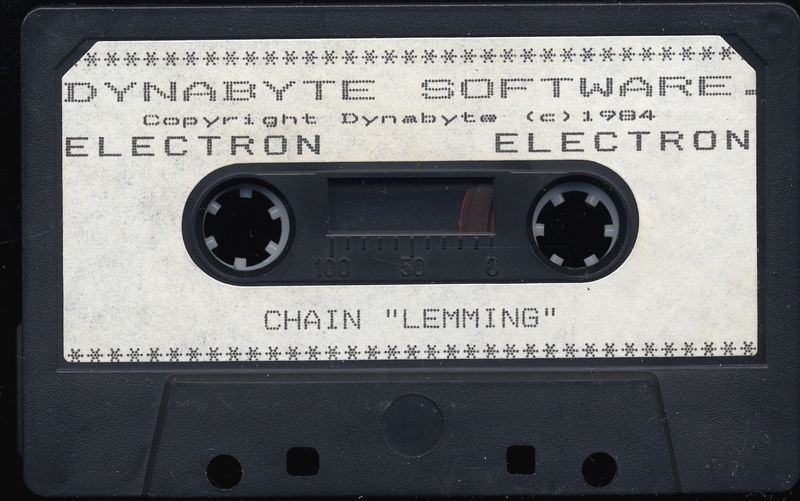 ************************************
DYNABYTE SOFTWARE.
Copyright Dynabyte (c)1984
ELECTRON ELECTRON
100 50 0
CHAIN "LEMMING"
************************************